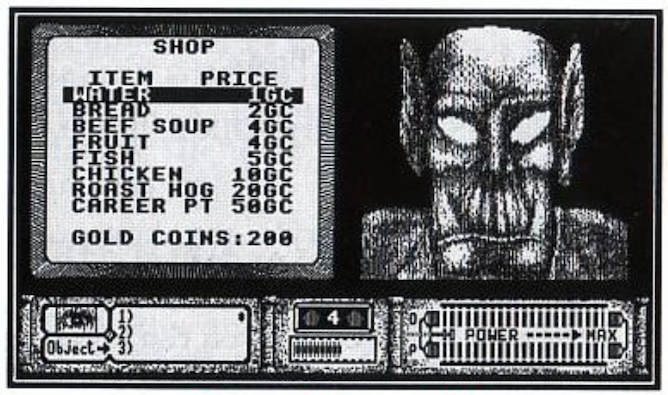 SHOP
ITEM PRICE
WATER 1GC
BREAD 2GC
BEEF SOUP 4GC
FRUIT 4GC
FISH 5GC
CHICKEN 10GC
ROAST HOG 20GC
CAREER PT 50GC
GOLD COINS:200
1)
2)
Object→3)
4
O
P
POWER MAX